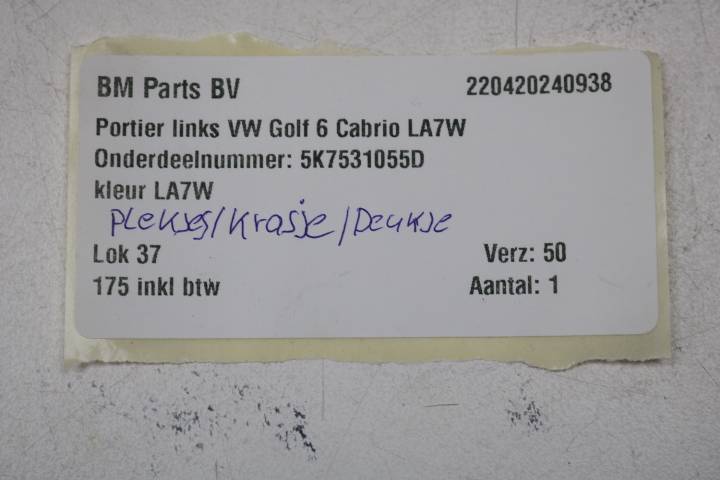 BM Parts BV 220420240938
Portier links VW Golf 6 Cabrio LA7W
Onderdeelnummer: 5K7531055D
kleur LA7W
Plekjes/Krasje/Deukje
Lok 37 Verz: 50
175 inkl btw Aantal: 1